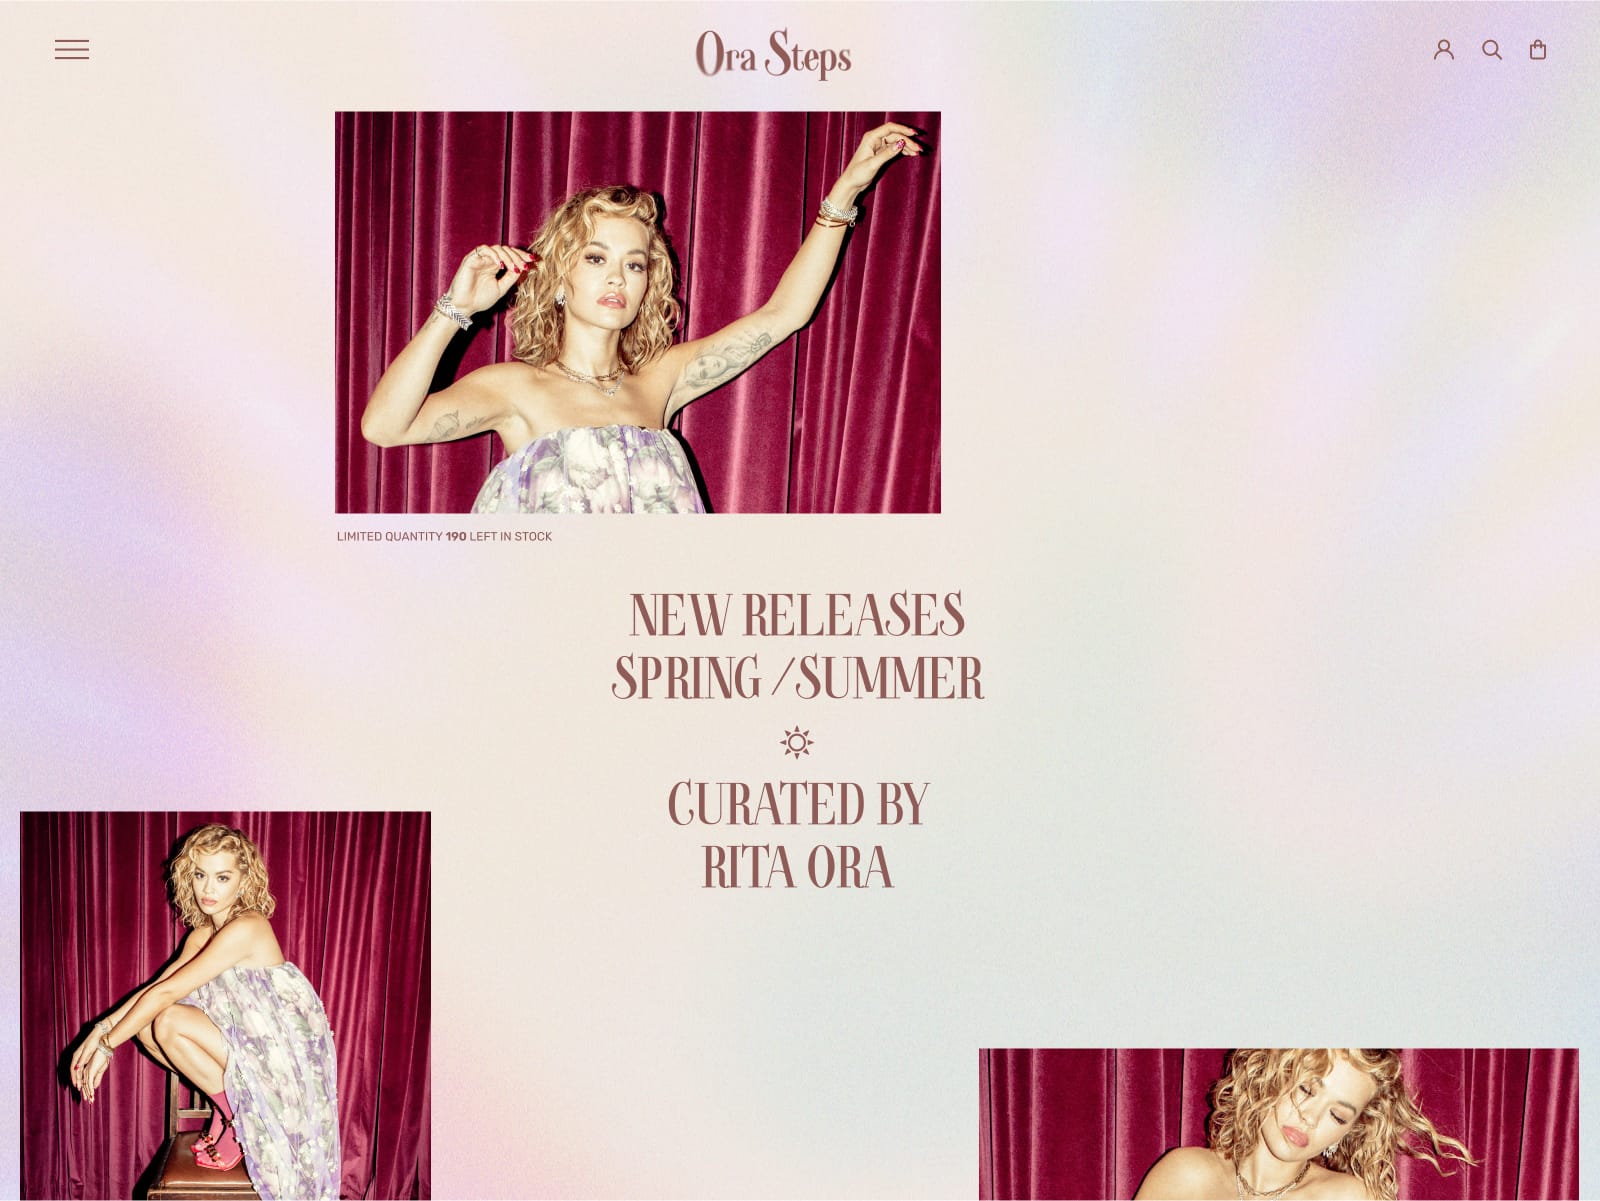 Ora Steps
LIMITED QUANTITY 190 LEFT IN STOCK
NEW RELEASES
SPRING /SUMMER
CURATED BY
RITA ORA